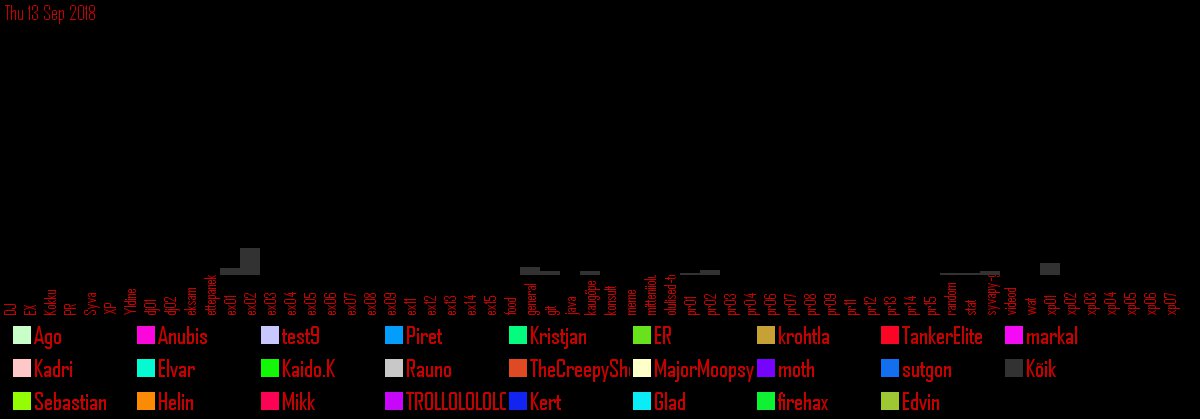 Thu 13 Sep 2018
DJ EX Kokku PR Syva XP Yldine dj01 dj02 eksam ettepanek ex01 ex02 ex03 ex04 ex05 ex06 ex07 ex08 ex09 ex11 ex12 ex13 ex14 ex15 food general git java kaugõpe konsult meme mitteriioli. olulised-t pr01 pr02 pr03 pr04 pr06 pr07 pr08 pr09 pr11 pr12 pr13 pr14 pr15 random stat syvapy-g videod wat xp01 xp02 xp03 xp04 xp05 xp06 xp07
Ago Anubis test9 Piret Kristjan ER krohtla TankerElite markal
Kadri Elvar Kaido.K Rauno TheCreepySh MajorMoopsy moth sutgon Kõik
Sebastian Helin Mikk TROLLOLOLOLO Kert Glad firehax Edvin